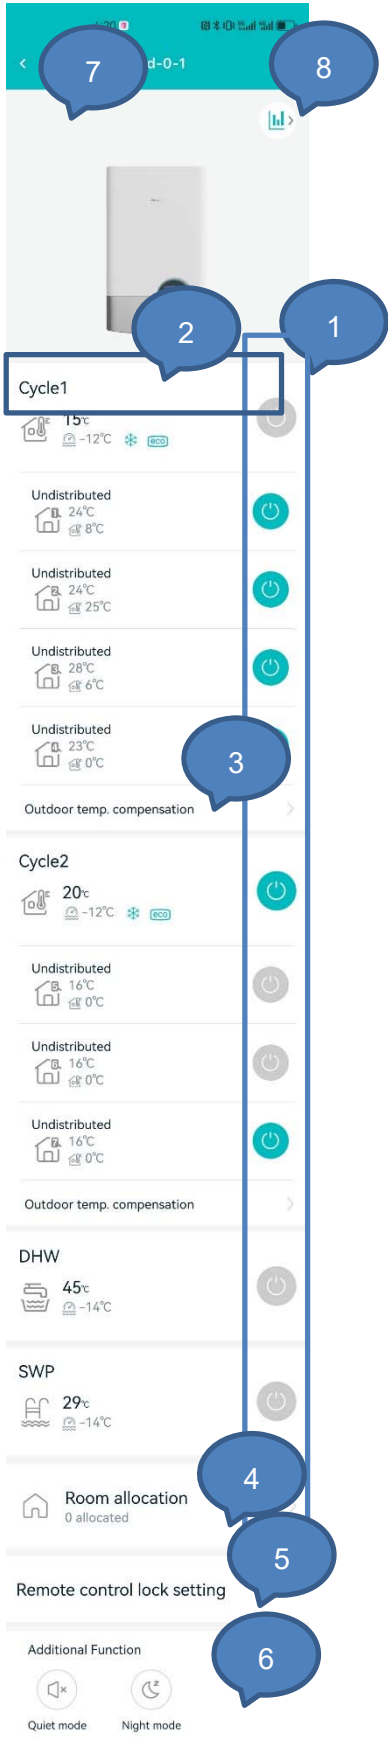 7
d-0-1
8
2
1
Cycle1
15℃
-12℃
eco
Undistributed
24℃
8℃
Undistributed
24℃
25℃
Undistributed
28℃
6℃
Undistributed
23℃
0℃
3
Outdoor temp. compensation
Cycle2
20℃
-12℃
eco
Undistributed
16℃
0℃
Undistributed
16℃
0℃
Undistributed
16℃
0℃
Outdoor temp. compensation
DHW
45℃
-14℃
SWP
29℃
-14℃
4
Room allocation
0 allocated
5
Remote control lock setting
6
Additional Function
Quiet mode Night mode